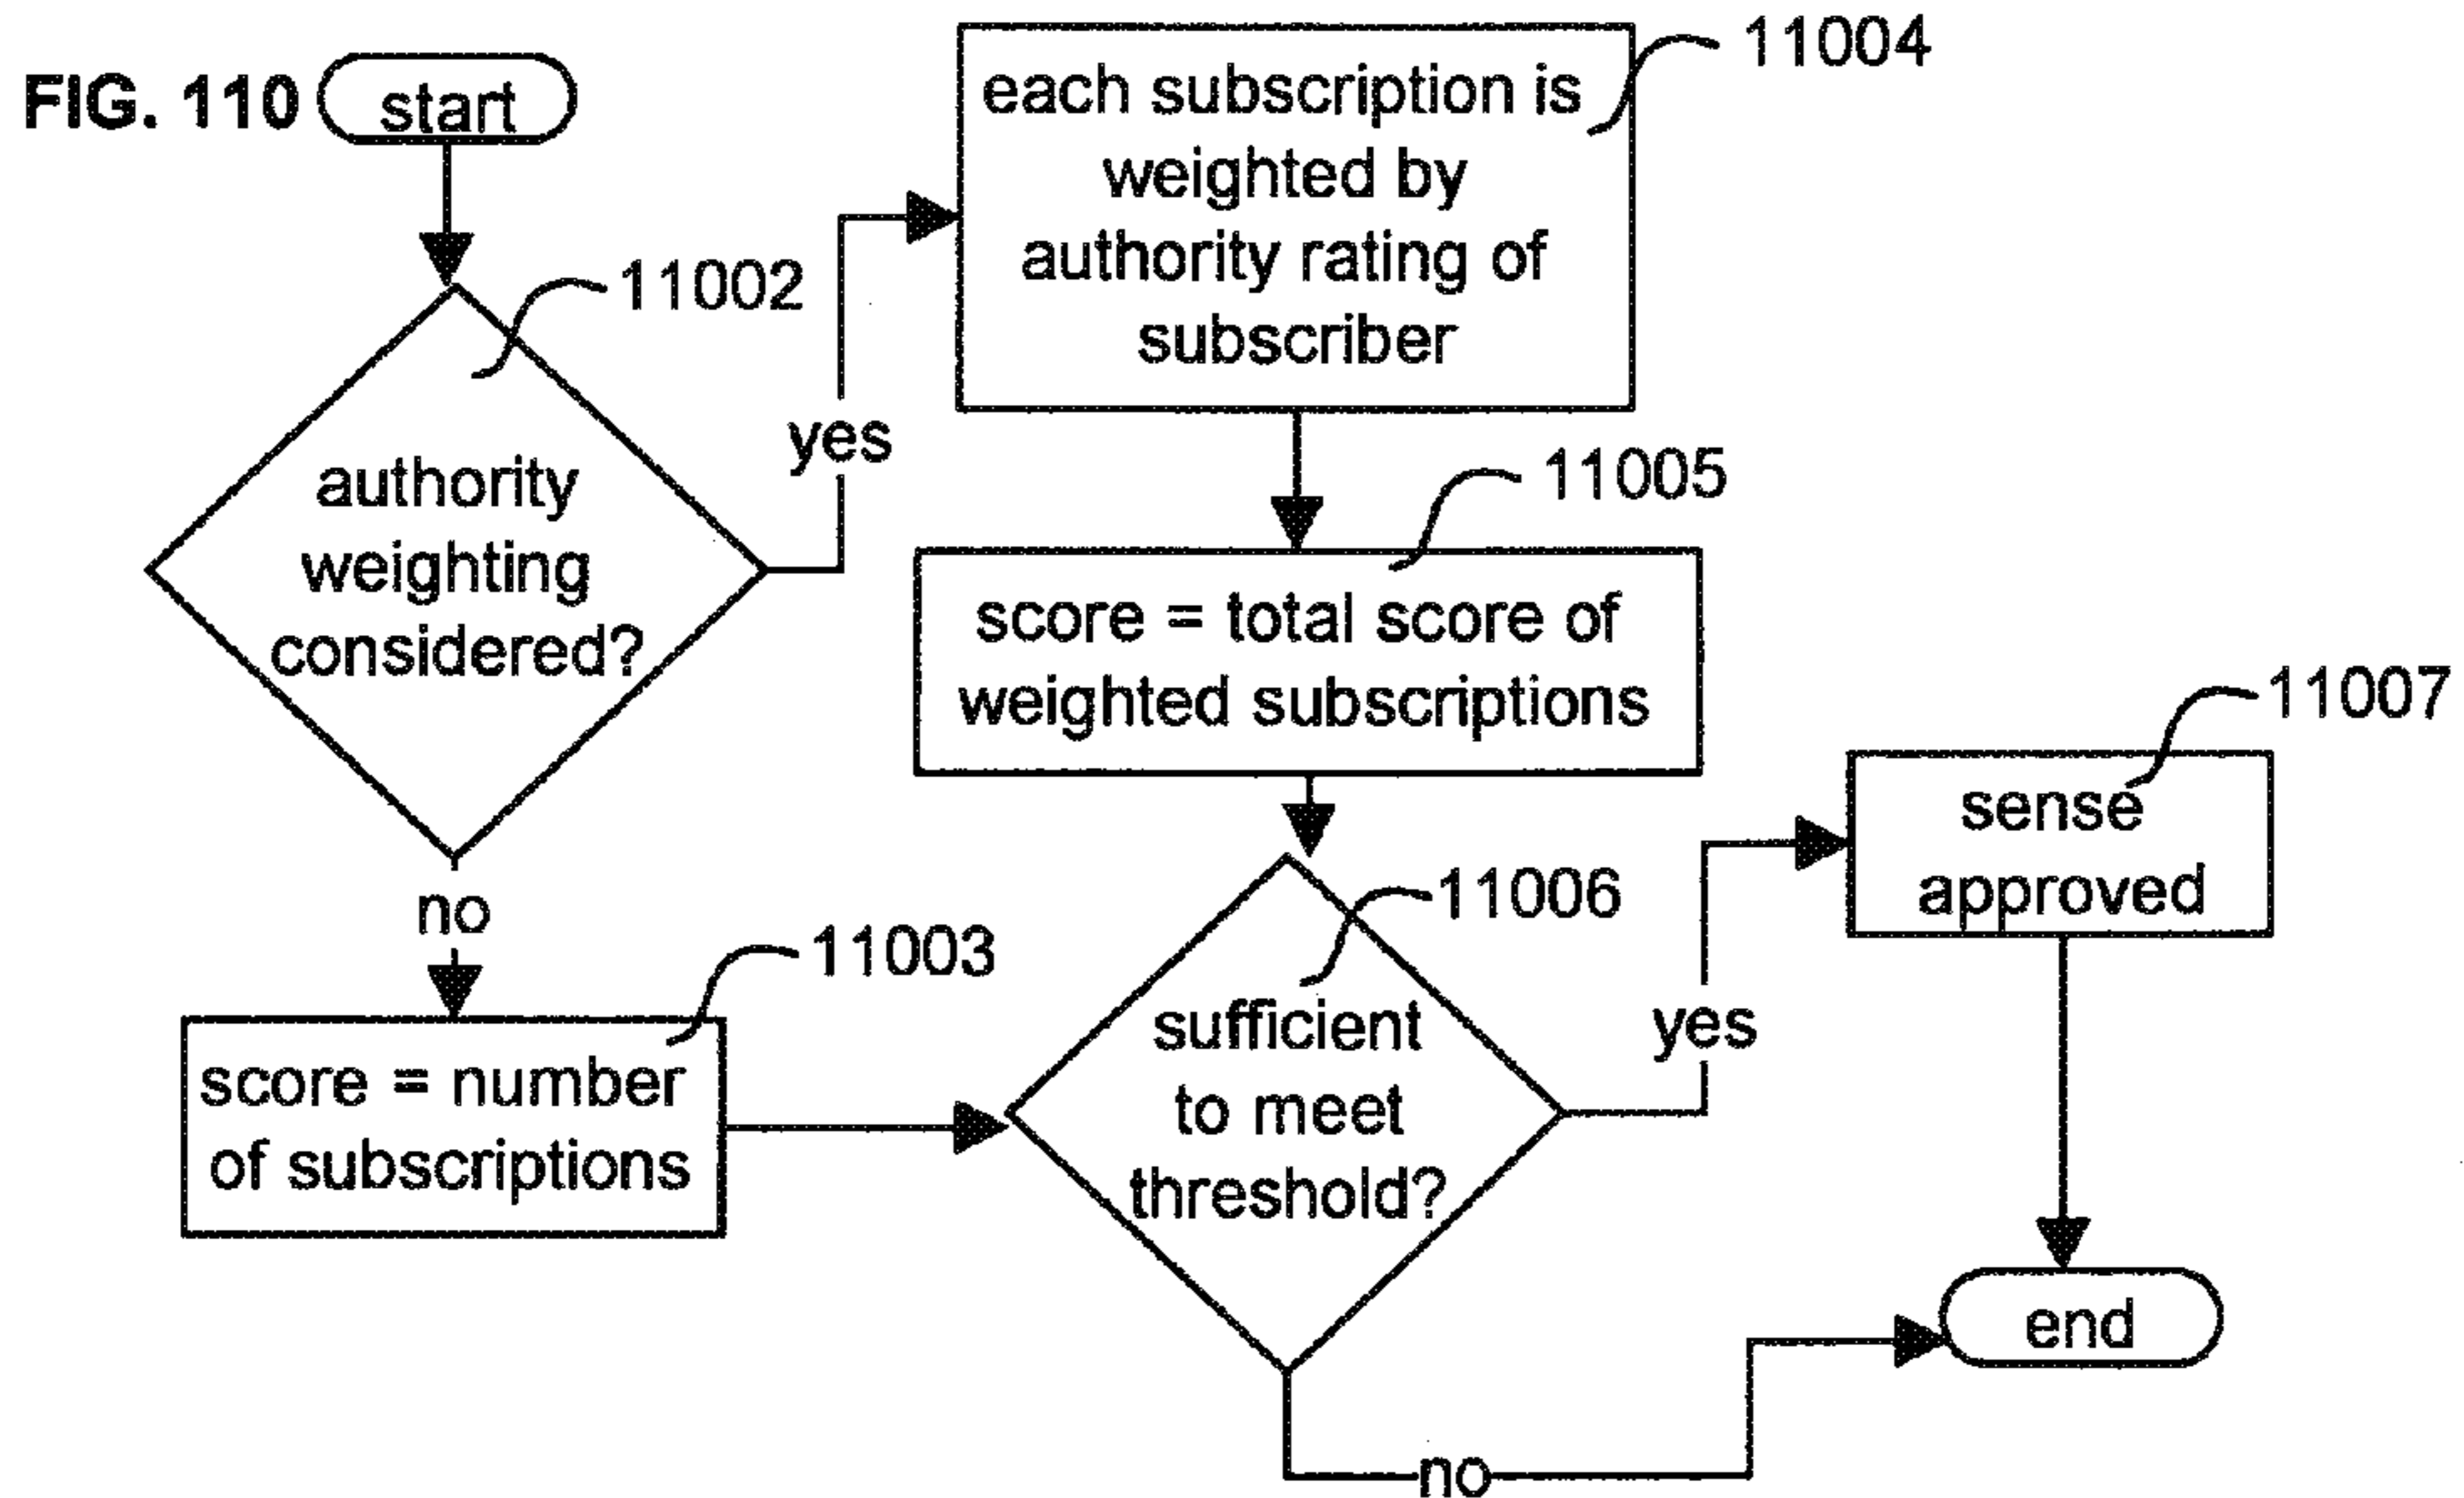 FIG. 110
start
11002
authority
weighting
considered?
yes
no
11003
score = number
of subscriptions
11004
each subscription is
weighted by
authority rating of
subscriber
11005
score = total score of
weighted subscriptions
11006
sufficient
to meet
threshold?
yes
no
11007
sense
approved
end